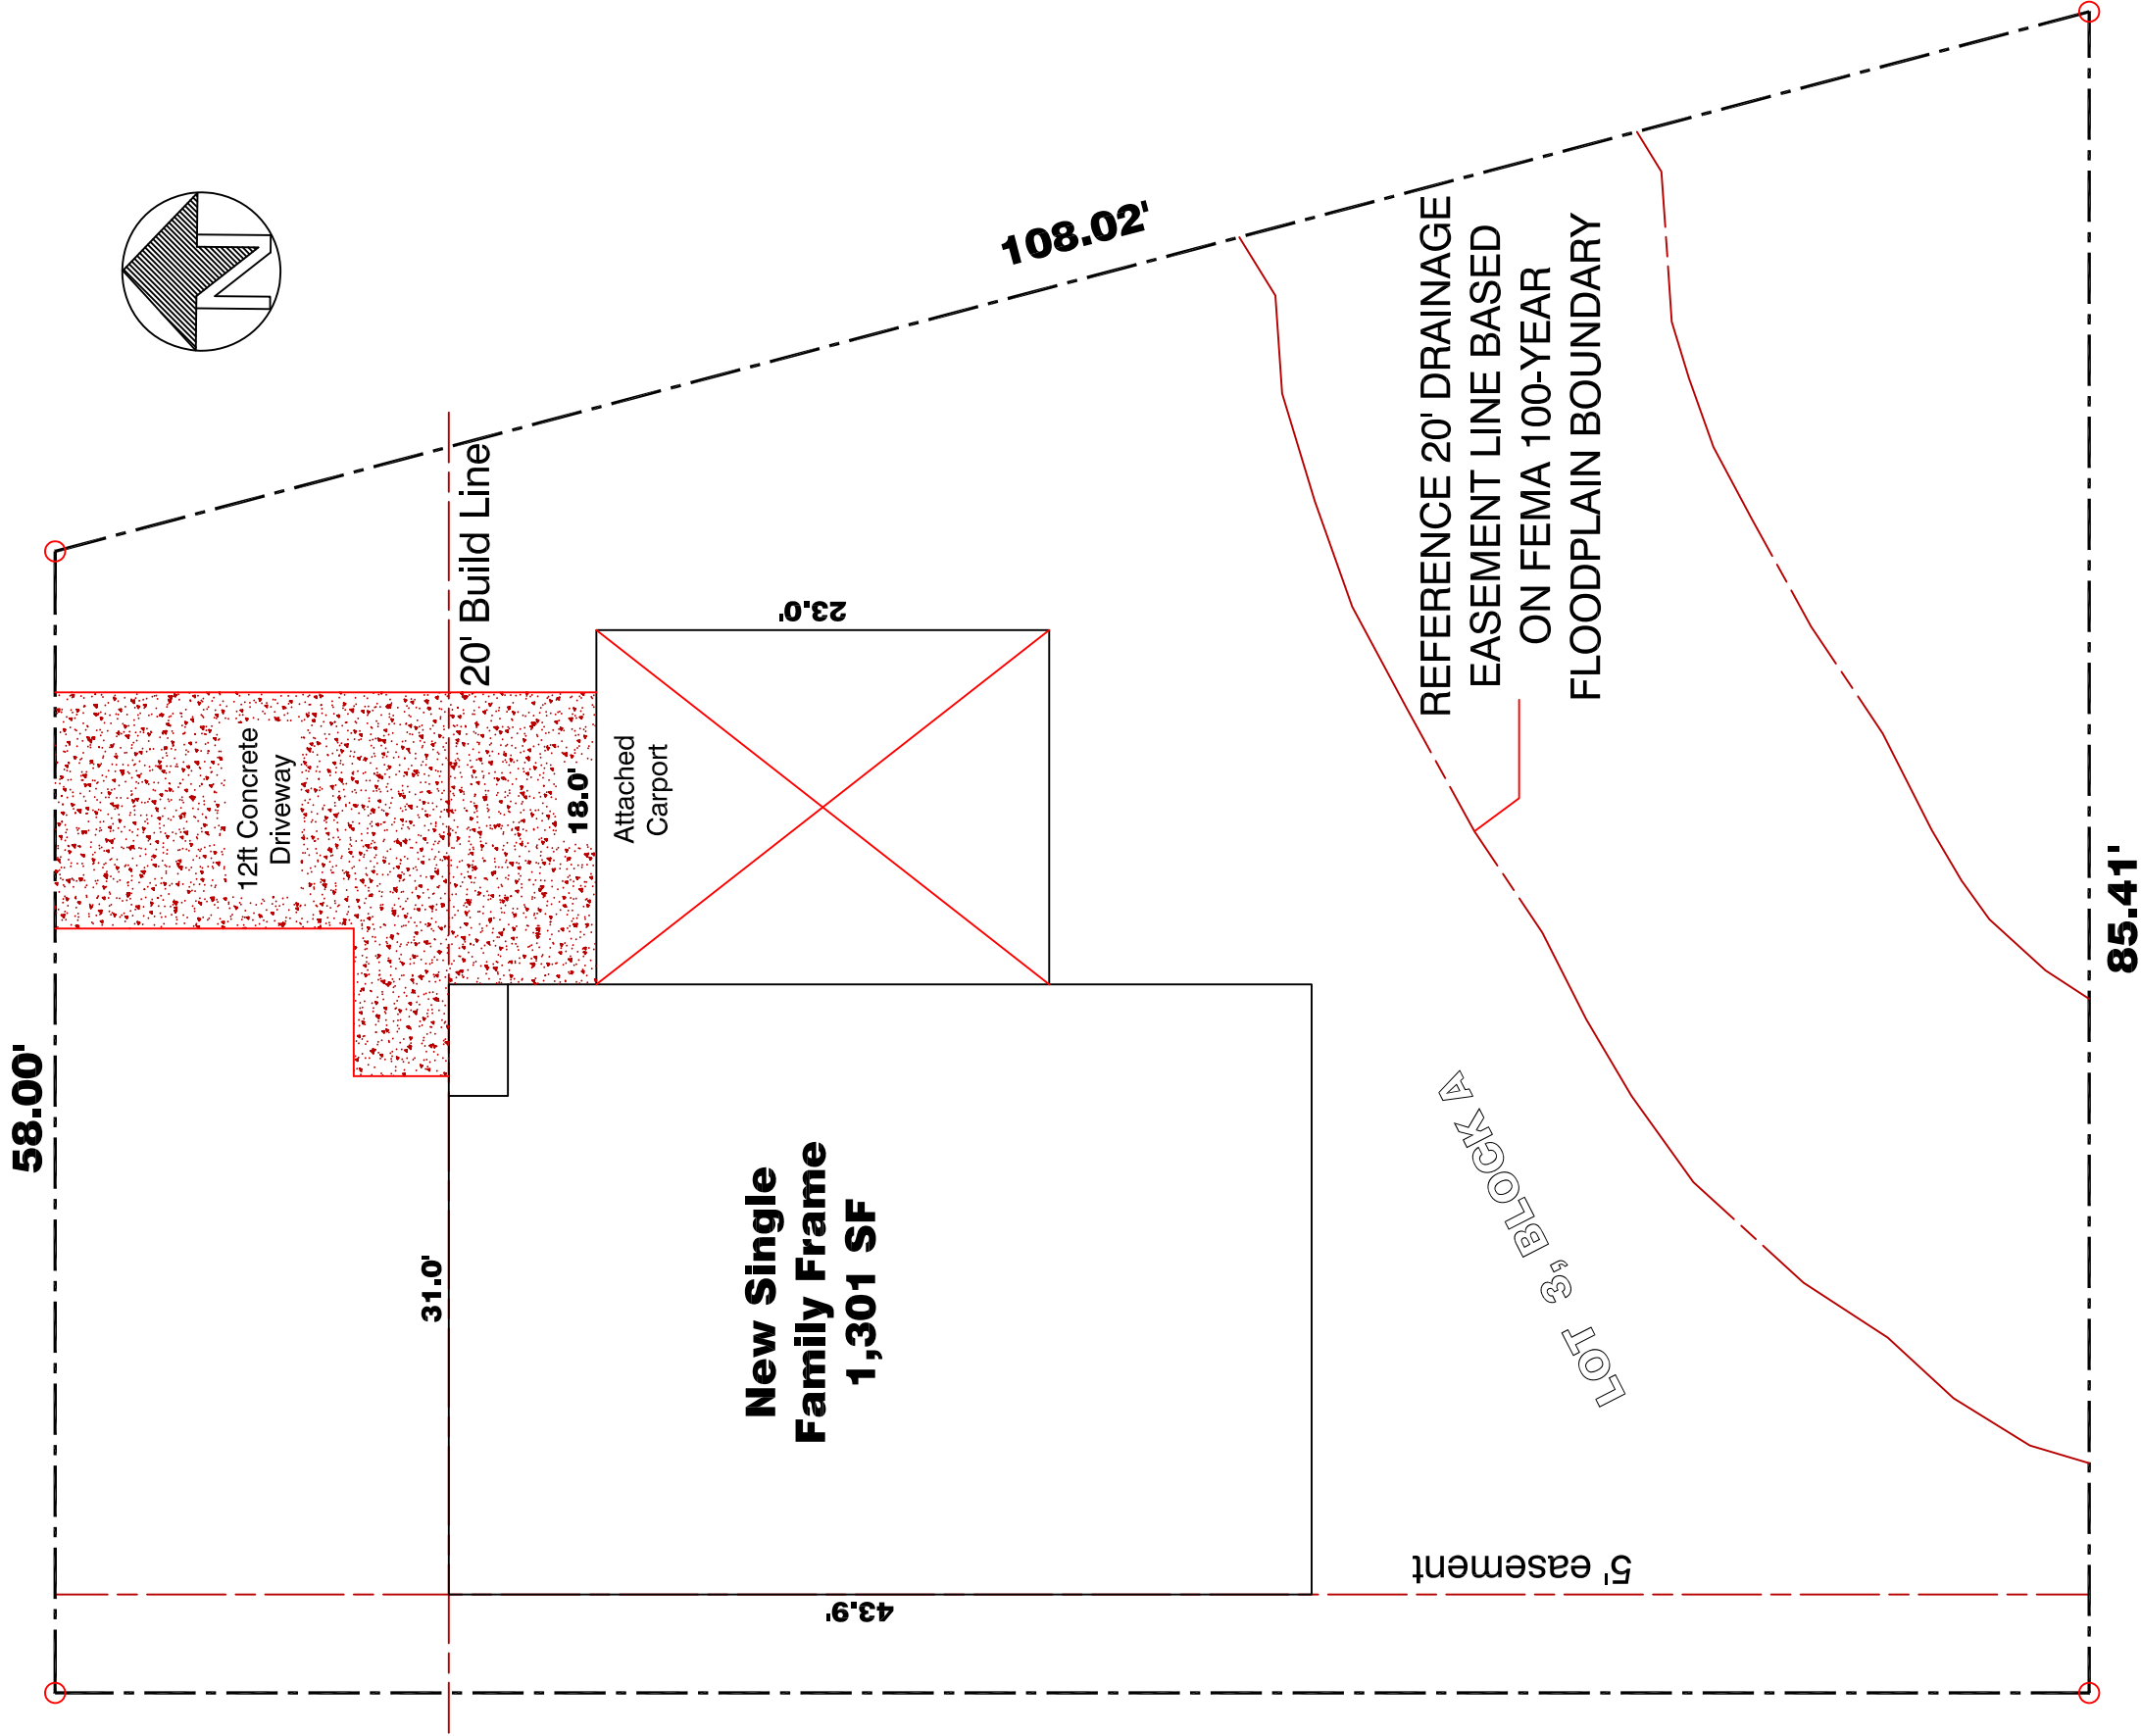 58.00'
N
108.02'
12ft Concrete
Driveway
20' Build Line
18.0'
Attached
Carport
23.0'
31.0'
New Single
Family Frame
1,301 SF
43.9'
REFERENCE 20' DRAINAGE
EASEMENT LINE BASED
ON FEMA 100-YEAR
FLOODPLAIN BOUNDARY
LOT 3, BLOCK A
5' easement
85.41'